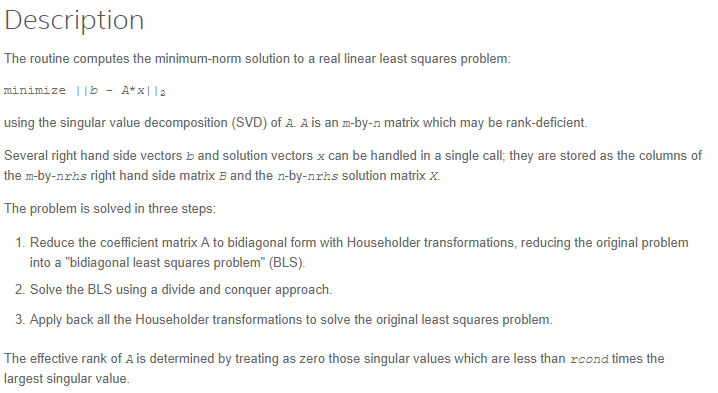 Description
The routine computes the minimum-norm solution to a real linear least squares problem:
minimize ||b - A*x||2
using the singular value decomposition (SVD) of A. A is an m-by-n matrix which may be rank-deficient.
Several right hand side vectors b and solution vectors x can be handled in a single call; they are stored as the columns of
the m-by-nrhs right hand side matrix B and the n-by-nrhs solution matrix X.
The problem is solved in three steps:
1. Reduce the coefficient matrix A to bidiagonal form with Householder transformations, reducing the original problem
into a "bidiagonal least squares problem" (BLS).
2. Solve the BLS using a divide and conquer approach.
3. Apply back all the Householder transformations to solve the original least squares problem.
The effective rank of A is determined by treating as zero those singular values which are less than rcond times the
largest singular value.